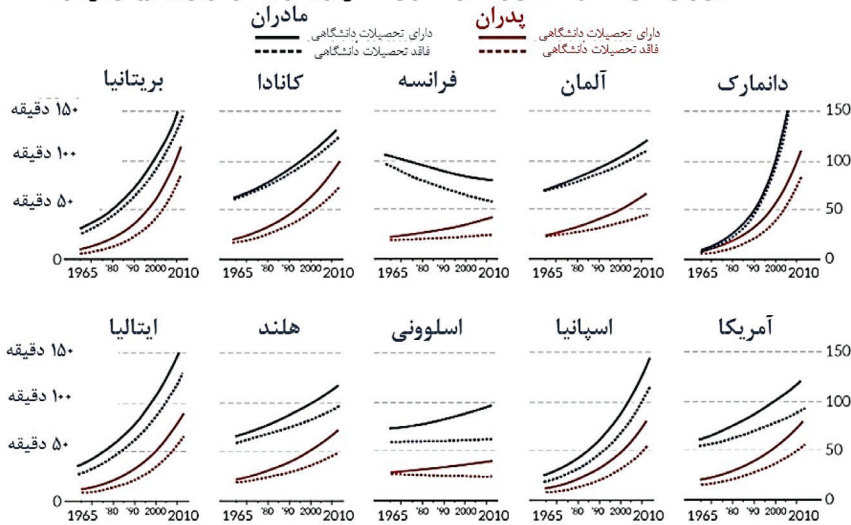 مادران
دارای تحصیلات دانشگاهی
فاقد تحصیلات دانشگاهی
پدران
دارای تحصیلات دانشگاهی
فاقد تحصیلات دانشگاهی
بریتانیا
کانادا
فرانسه
آلمان
دانمارک
۱۵۰ دقیقه
۱۰۰ دقیقه
۵۰ دقیقه
0
150
100
50
0
1965 '80 '90 2000 2010
1965 '80 '90 2000 2010
1965 '80 '90 2000 2010
1965 '80 '90 2000 2010
1965 '80 '90 2000 2010
ایتالیا
هلند
اسلوونی
اسپانیا
آمریکا
۱۵۰ دقیقه
۱۰۰ دقیقه
۵۰ دقیقه
0
150
100
50
0
1965 '80 '90 2000 2010
1965 '80 '90 2000 2010
1965 '80 '90 2000 2010
1965 '80 '90 2000 2010
1965 '80 '90 2000 2010